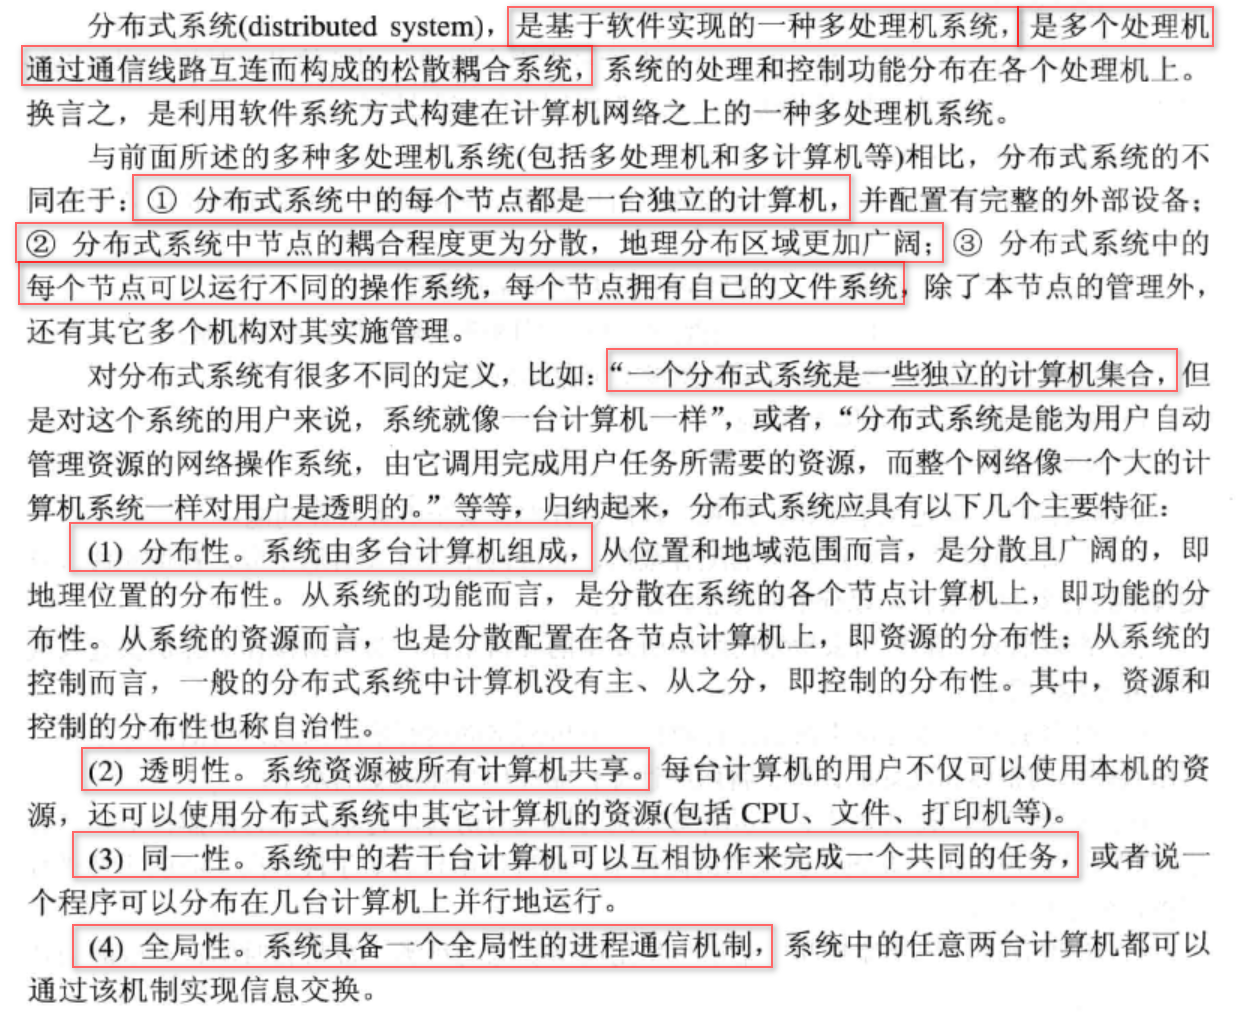 分布式系统(distributed system)，是基于软件实现的一种多处理机系统，是多个处理机
通过通信线路互连而构成的松散耦合系统，系统的处理和控制功能分布在各个处理机上。
换言之，是利用软件系统方式构建在计算机网络之上的一种多处理机系统。
与前面所述的多种多处理机系统(包括多处理机和多计算机等)相比，分布式系统的不
同在于：① 分布式系统中的每个节点都是一台独立的计算机，并配置有完整的外部设备；
② 分布式系统中节点的耦合程度更为分散，地理分布区域更加广阔；③ 分布式系统中的
每个节点可以运行不同的操作系统，每个节点拥有自己的文件系统，除了本节点的管理外，
还有其它多个机构对其实施管理。
对分布式系统有很多不同的定义，比如：“一个分布式系统是一些独立的计算机集合，但
是对这个系统的用户来说，系统就像一台计算机一样”，或者，“分布式系统是能为用户自动
管理资源的网络操作系统，由它调用完成用户任务所需要的资源，而整个网络像一个大的计
算机系统一样对用户是透明的。”等等，归纳起来，分布式系统应具有以下几个主要特征：
(1) 分布性。系统由多台计算机组成，从位置和地域范围而言，是分散且广阔的，即
地理位置的分布性。从系统的功能而言，是分散在系统的各个节点计算机上，即功能的分
布性。从系统的资源而言，也是分散配置在各节点计算机上，即资源的分布性；从系统的
控制而言，一般的分布式系统中计算机没有主、从之分，即控制的分布性。其中，资源和
控制的分布性也称自治性。
(2) 透明性。系统资源被所有计算机共享。每台计算机的用户不仅可以使用本机的资
源，还可以使用分布式系统中其它计算机的资源(包括 CPU、文件、打印机等)。
(3) 同一性。系统中的若干台计算机可以互相协作来完成一个共同的任务，或者说一
个程序可以分布在几台计算机上并行地运行。
(4) 全局性。系统具备一个全局性的进程通信机制，系统中的任意两台计算机都可以
通过该机制实现信息交换。